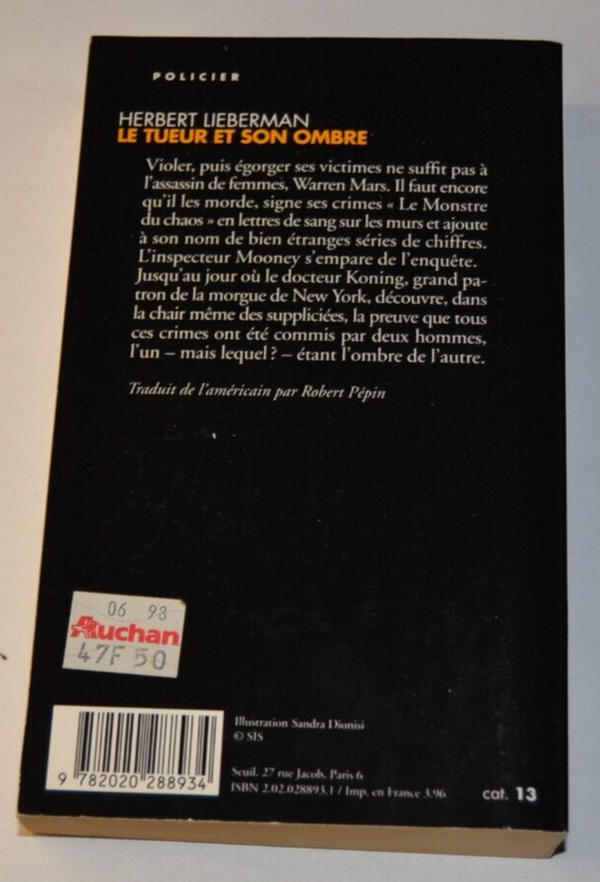 POLICIER
HERBERT LIEBERMAN
LE TUEUR ET SON OMBRE
Violer, puis égorger ses victimes ne suffit pas à
l'assassin de femmes, Warren Mars. Il faut encore
qu'il les morde, signe ses crimes « Le Monstre
du chaos » en lettres de sang sur les murs et ajoute
à son nom de bien étranges séries de chiffres.
L'inspecteur Mooney s'empare de l'enquête.
Jusqu'au jour où le docteur Koning, grand pa-
tron de la morgue de New York, découvre, dans
la chair même des suppliciées, la preuve que tous
ces crimes ont été commis par deux hommes,
l'un – mais lequel ? – étant l'ombre de l'autre.
Traduit de l'américain par Robert Pépin
06 98
Auchan
47F 50
Illustration Sandra Dionisi
© SIS
Seuil, 27 rue Jacob, Paris 6
ISBN 2.02.028893.1 / Imp. en France 3.96
9 782020 288934
cat. 13